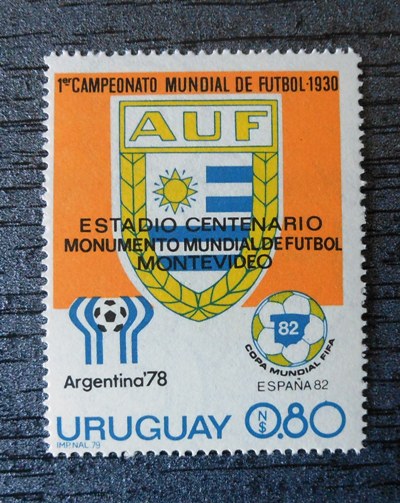 1er CAMPEONATO MUNDIAL DE FUTBOL-1930
AUF
ESTADIO CENTENARIO
MONUMENTO MUNDIAL DE FUTBOL
MONTEVIDEO
82
COPA MUNDIAL FIFA
Argentina'78
ESPAÑA 82
URUGUAY N$ 0.80
IMP. NAL. 79